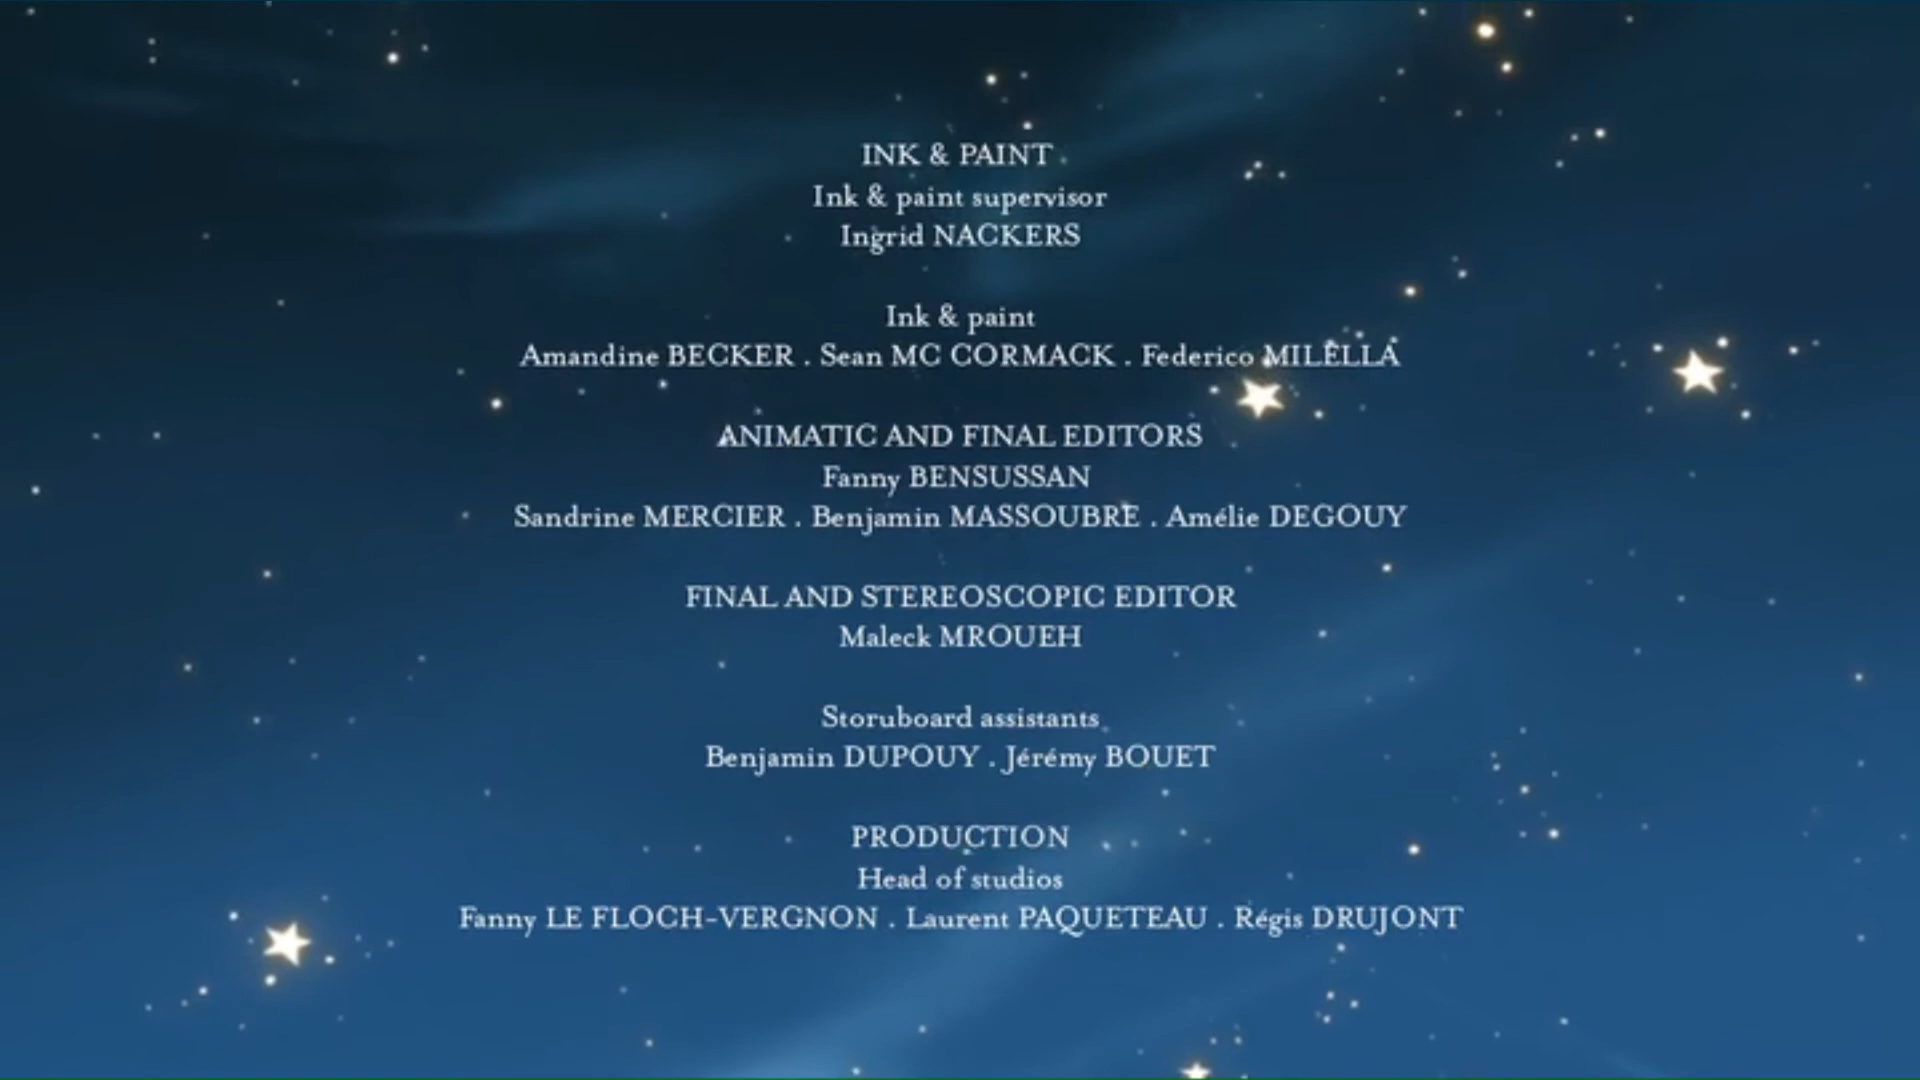 INK & PAINT
Ink & paint supervisor
Ingrid NACKERS
Ink & paint
Amandine BECKER . Sean MC CORMACK . Federico MILELLA
ANIMATIC AND FINAL EDITORS
Fanny BENSUSSAN
Sandrine MERCIER . Benjamin MASSOUBRE . Amélie DEGOUY
FINAL AND STEREOSCOPIC EDITOR
Maleck MROUEH
Storuboard assistants
Benjamin DUPOUY . Jérémy BOUET
PRODUCTION
Head of studios
Fanny LE FLOCH-VERGNON . Laurent PAQUETEAU . Régis DRUJONT